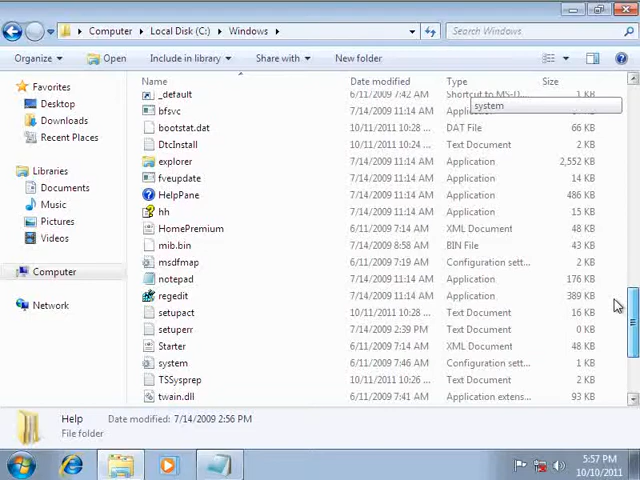 Computer Local Disk (C:) Windows Search Windows
Organize Open Include in library Share with New folder
Favorites
Desktop
Downloads
Recent Places
Libraries
Documents
Music
Pictures
Videos
Computer
Network
Name Date modified Type Size
_default 6/11/2009 7:42 AM Shortcut to MS-D... 1 KB
system
bfsvc 7/14/2009 11:14 AM
bootstat.dat 10/11/2011 10:28 ... DAT File 66 KB
DtcInstall 10/11/2011 10:24 ... Text Document 2 KB
explorer 7/14/2009 11:14 AM Application 2,552 KB
fveupdate 7/14/2009 11:14 AM Application 14 KB
HelpPane 7/14/2009 11:14 AM Application 486 KB
hh 7/14/2009 11:14 AM Application 15 KB
HomePremium 6/11/2009 7:14 AM XML Document 48 KB
mib.bin 7/14/2009 8:58 AM BIN File 43 KB
msdfmap 6/11/2009 7:14 AM Configuration sett... 2 KB
notepad 7/14/2009 11:14 AM Application 176 KB
regedit 7/14/2009 11:14 AM Application 389 KB
setupact 10/11/2011 10:28 ... Text Document 16 KB
setuperr 7/14/2009 2:39 PM Text Document 0 KB
Starter 6/11/2009 7:14 AM XML Document 48 KB
system 6/11/2009 7:46 AM Configuration sett... 1 KB
TSSysprep 10/11/2011 10:26 ... Text Document 2 KB
twain.dll 6/11/2009 7:41 AM Application extens... 93 KB
Help Date modified: 7/14/2009 2:56 PM
File folder
5:57 PM
10/10/2011